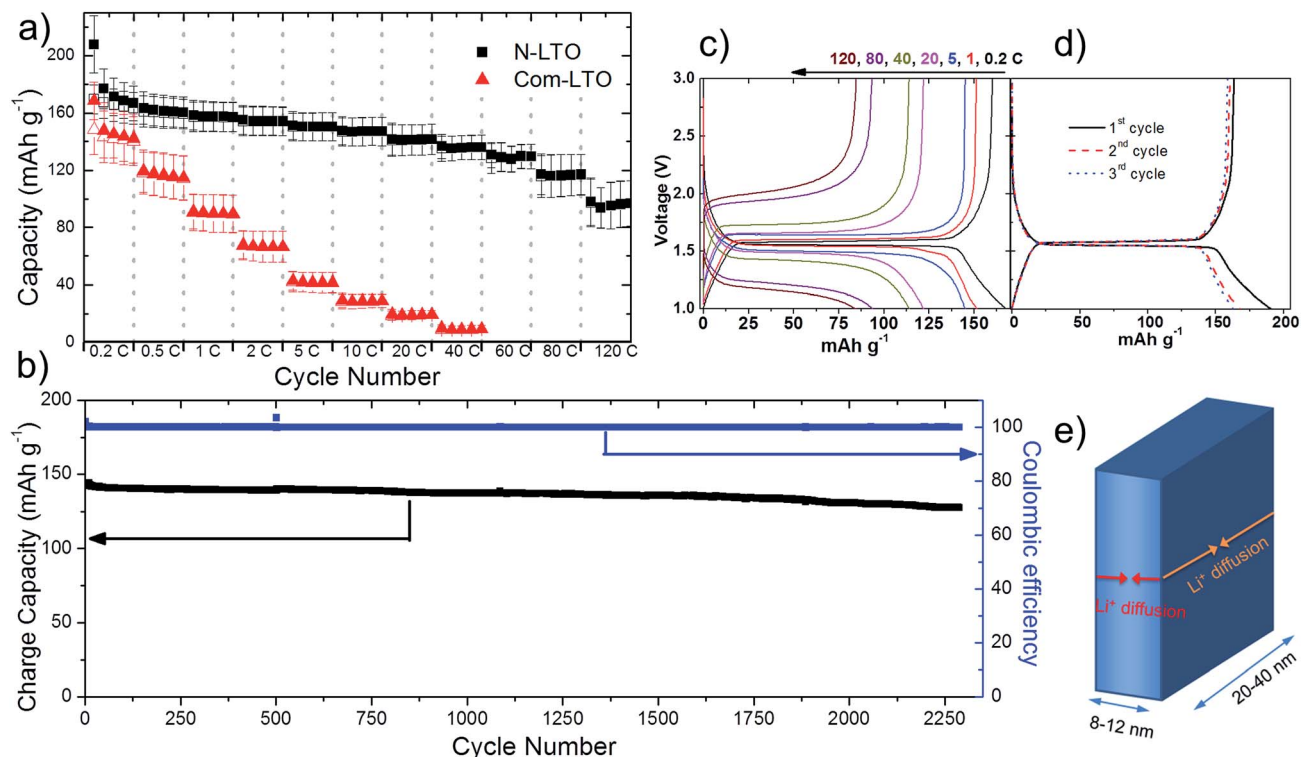 a)
220
200
160
120
80
40
0
Capacity (mAh g⁻¹)
N-LTO
Com-LTO
0.2 C 0.5 C 1 C 2 C 5 C 10 C 20 C 40 C 60 C 80 C 120 C
Cycle Number
c)
120, 80, 40, 20, 5, 1, 0.2 C
3.0
2.5
2.0
1.5
1.0
Voltage (V)
0 25 50 75 100 125 150
mAh g⁻¹
d)
1st cycle
2nd cycle
3rd cycle
0 50 100 150 200
mAh g⁻¹
b)
200
150
100
50
0
Charge Capacity (mAh g⁻¹)
100
80
60
40
20
0
Coulombic efficiency
0 250 500 750 1000 1250 1500 1750 2000 2250
Cycle Number
e)
Li⁺ diffusion
Li⁺ diffusion
20-40 nm
8-12 nm